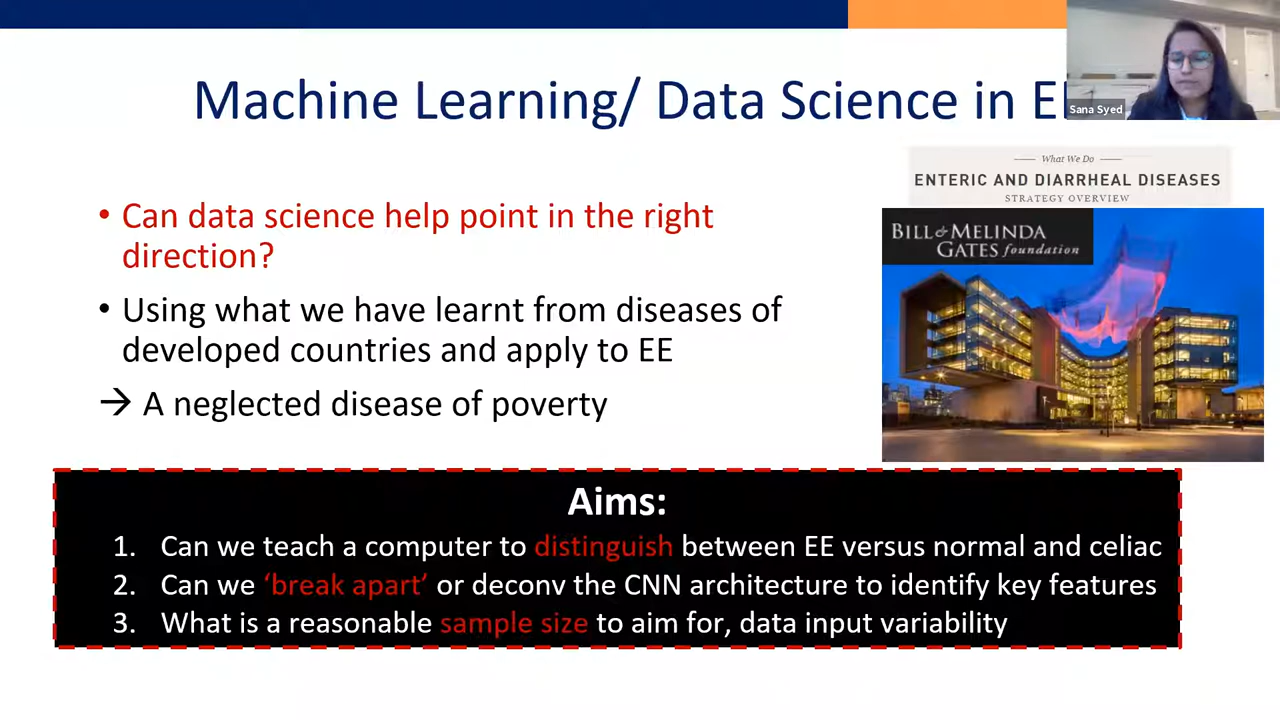 Machine Learning/ Data Science in E
Sana Syed
What We Do
ENTERIC AND DIARRHEAL DISEASES
STRATEGY OVERVIEW
BILL & MELINDA
GATES foundation
• Can data science help point in the right
direction?
• Using what we have learnt from diseases of
developed countries and apply to EE
→ A neglected disease of poverty
Aims:
1. Can we teach a computer to distinguish between EE versus normal and celiac
2. Can we ‘break apart’ or deconv the CNN architecture to identify key features
3. What is a reasonable sample size to aim for, data input variability